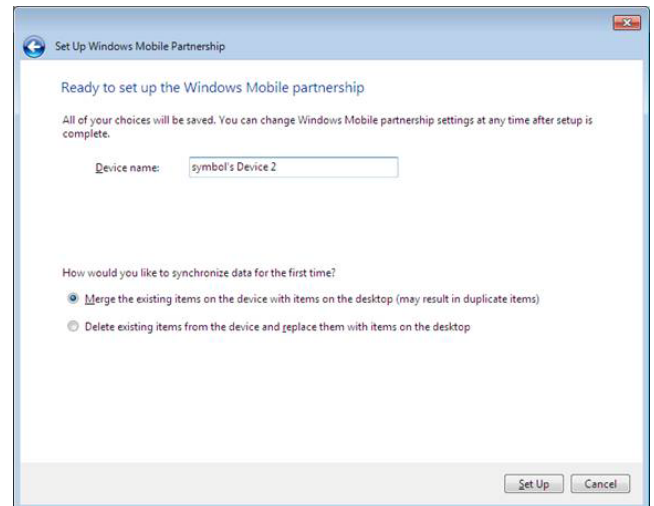 Set Up Windows Mobile Partnership
Ready to set up the Windows Mobile partnership
All of your choices will be saved. You can change Windows Mobile partnership settings at any time after setup is
complete.
Device name: symbol's Device 2
How would you like to synchronize data for the first time?
Merge the existing items on the device with items on the desktop (may result in duplicate items)
Delete existing items from the device and replace them with items on the desktop
Set Up Cancel